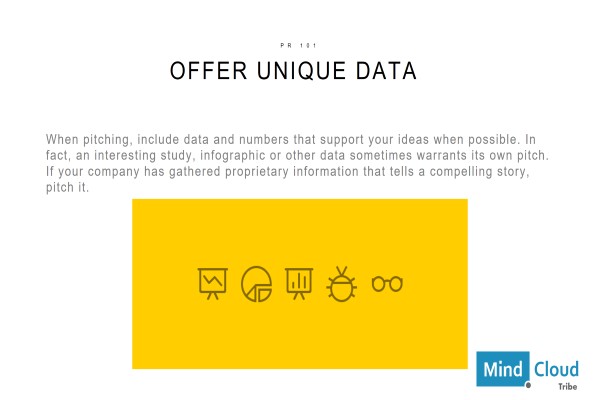 PR 101
OFFER UNIQUE DATA
When pitching, include data and numbers that support your ideas when possible. In
fact, an interesting study, infographic or other data sometimes warrants its own pitch.
If your company has gathered proprietary information that tells a compelling story,
pitch it.
Mind Cloud
Tribe